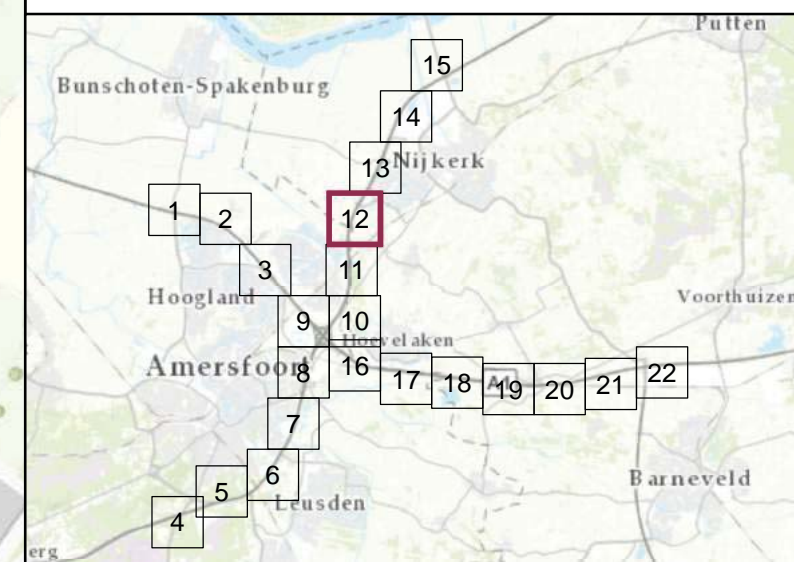 Putten
15
Bunschoten-Spakenburg
14
13
Nijkerk
1
2
12
3
11
Hoogland
Voorthuizen
9
10
Hoevelaken
Amersfoort
8
16
17
18
A1
19
20
21
22
7
6
5
Barneveld
Leusden
4
erg